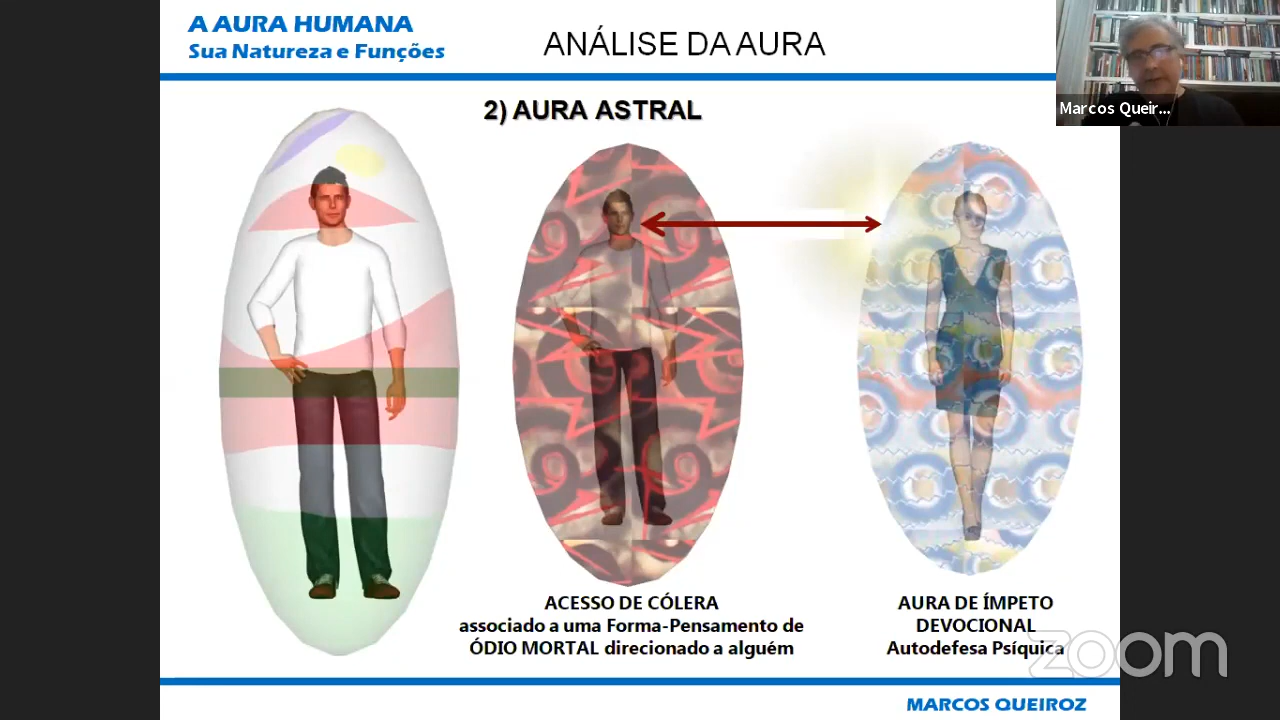 A AURA HUMANA
Sua Natureza e Funções
ANÁLISE DA AURA
Marcos Queir...
2) AURA ASTRAL
ACESSO DE CÓLERA
associado a uma Forma-Pensamento de
ÓDIO MORTAL direcionado a alguém
AURA DE ÍMPETO
DEVOCIONAL
Autodefesa Psíquica
zoom
MARCOS QUEIROZ